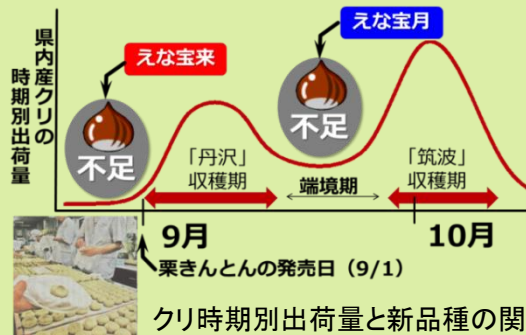 県内産クリの
時期別出荷量
えな宝来
えな宝月
不足
不足
「丹沢」
収穫期
端境期
「筑波」
収穫期
9月
10月
栗きんとんの発売日（9/1）
クリ時期別出荷量と新品種の関